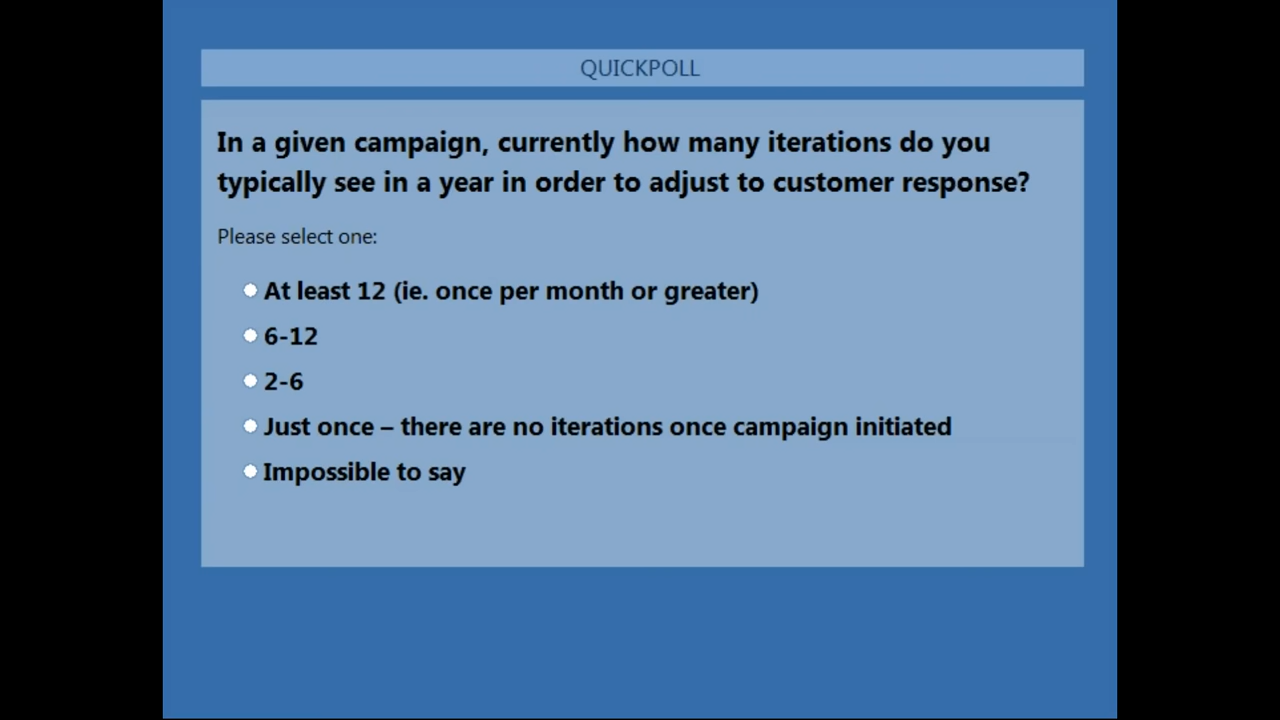 QUICKPOLL
In a given campaign, currently how many iterations do you
typically see in a year in order to adjust to customer response?
Please select one:
At least 12 (ie. once per month or greater)
6-12
2-6
Just once – there are no iterations once campaign initiated
Impossible to say